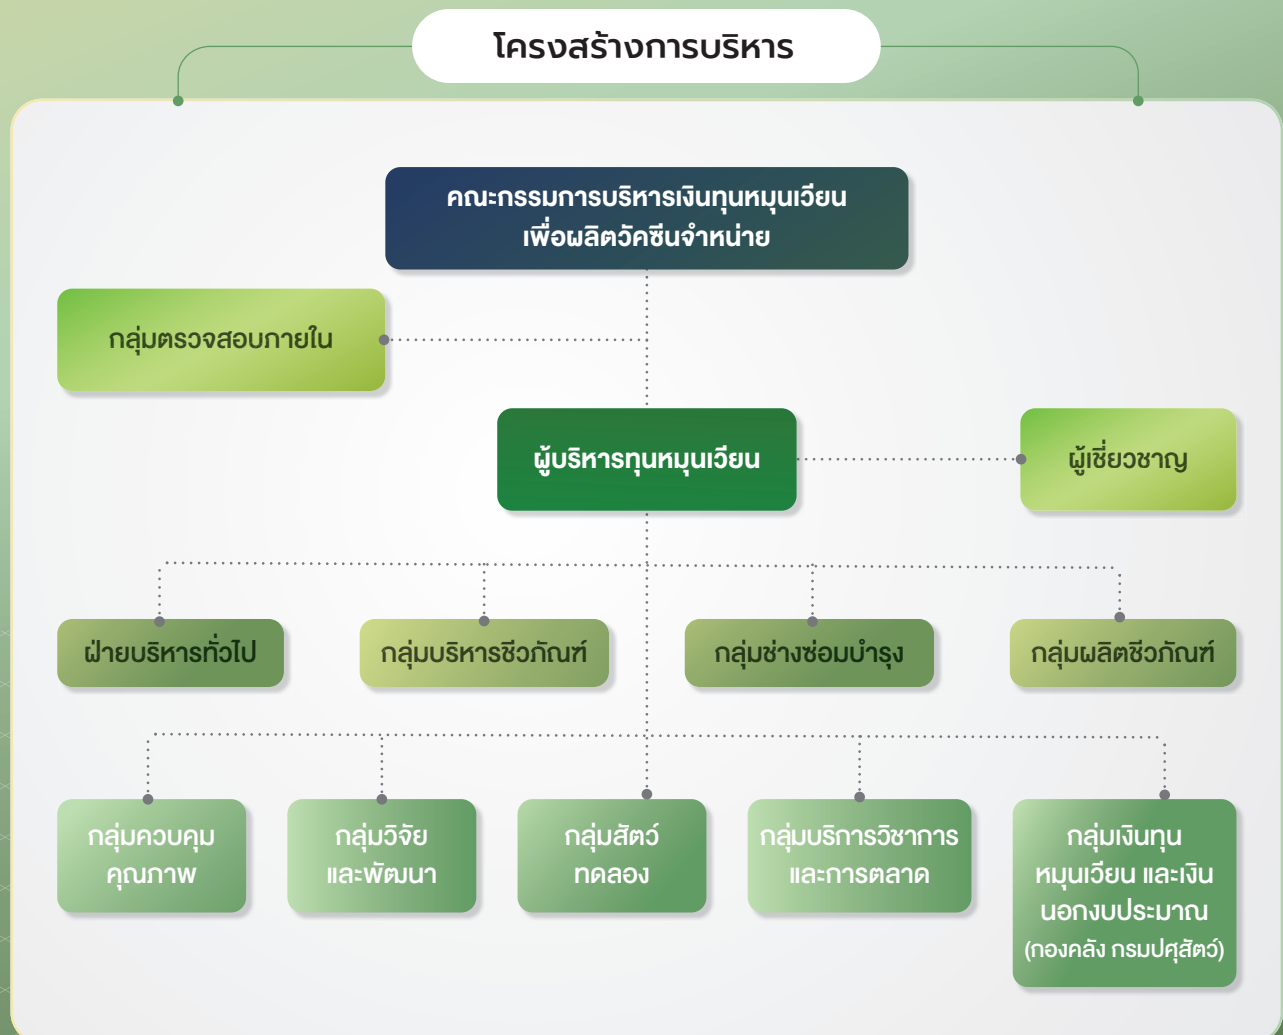 โครงสร้างการบริหาร
คณะกรรมการบริหารเงินทุนหมุนเวียน
เพื่อผลิตวัคซีนจำหน่าย
กลุ่มตรวจสอบภายใน
ผู้บริหารทุนหมุนเวียน
ผู้เชี่ยวชาญ
ฝ่ายบริหารทั่วไป
กลุ่มบริหารชีวภัณฑ์
กลุ่มช่างซ่อมบำรุง
กลุ่มผลิตชีวภัณฑ์
กลุ่มควบคุม
คุณภาพ
กลุ่มวิจัย
และพัฒนา
กลุ่มสัตว์
ทดลอง
กลุ่มบริการวิชาการ
และการตลาด
กลุ่มเงินทุน
หมุนเวียน และเงิน
นอกงบประมาณ
(กองคลัง กรมปศุสัตว์)